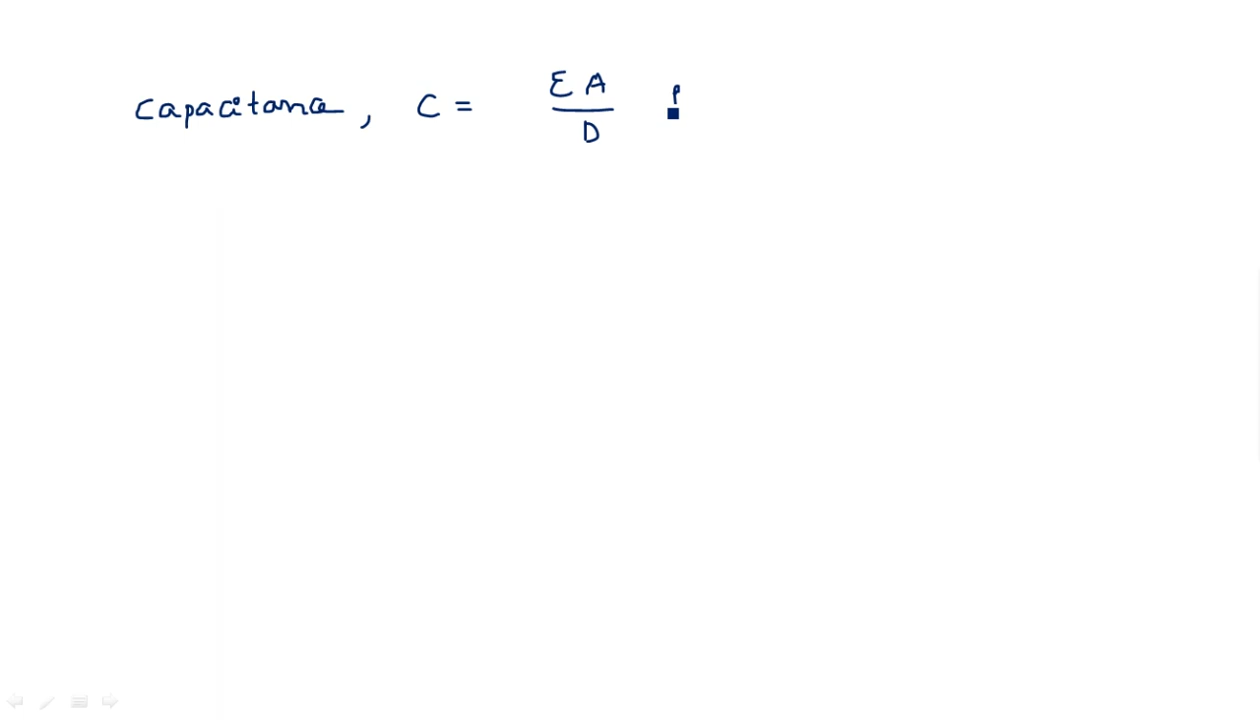 Capacitance, C = εA/D